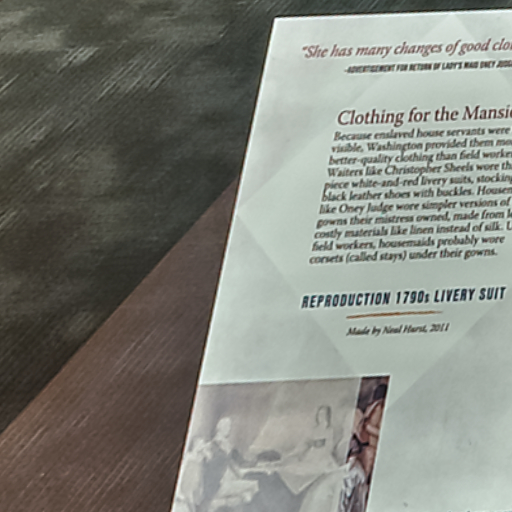 "She has many changes of good clo
-ADVERTISEMENT FOR RETURN OF LADY'S MAID ONEY JUDG
Clothing for the Mansi
Because enslaved house servants were
visible, Washington provided them mo
better-quality clothing than field worke
Waiters like Christopher Sheels wore th
piece white-and-red livery suits, stocking
black leather shoes with buckles. Housem
like Oney Judge wore simpler versions of
gowns their mistress owned, made from l
costly materials like linen instead of silk. U
field workers, housemaids probably wore
corsets (called stays) under their gowns.
REPRODUCTION 1790s LIVERY SUIT
Made by Neal Hurst, 2011